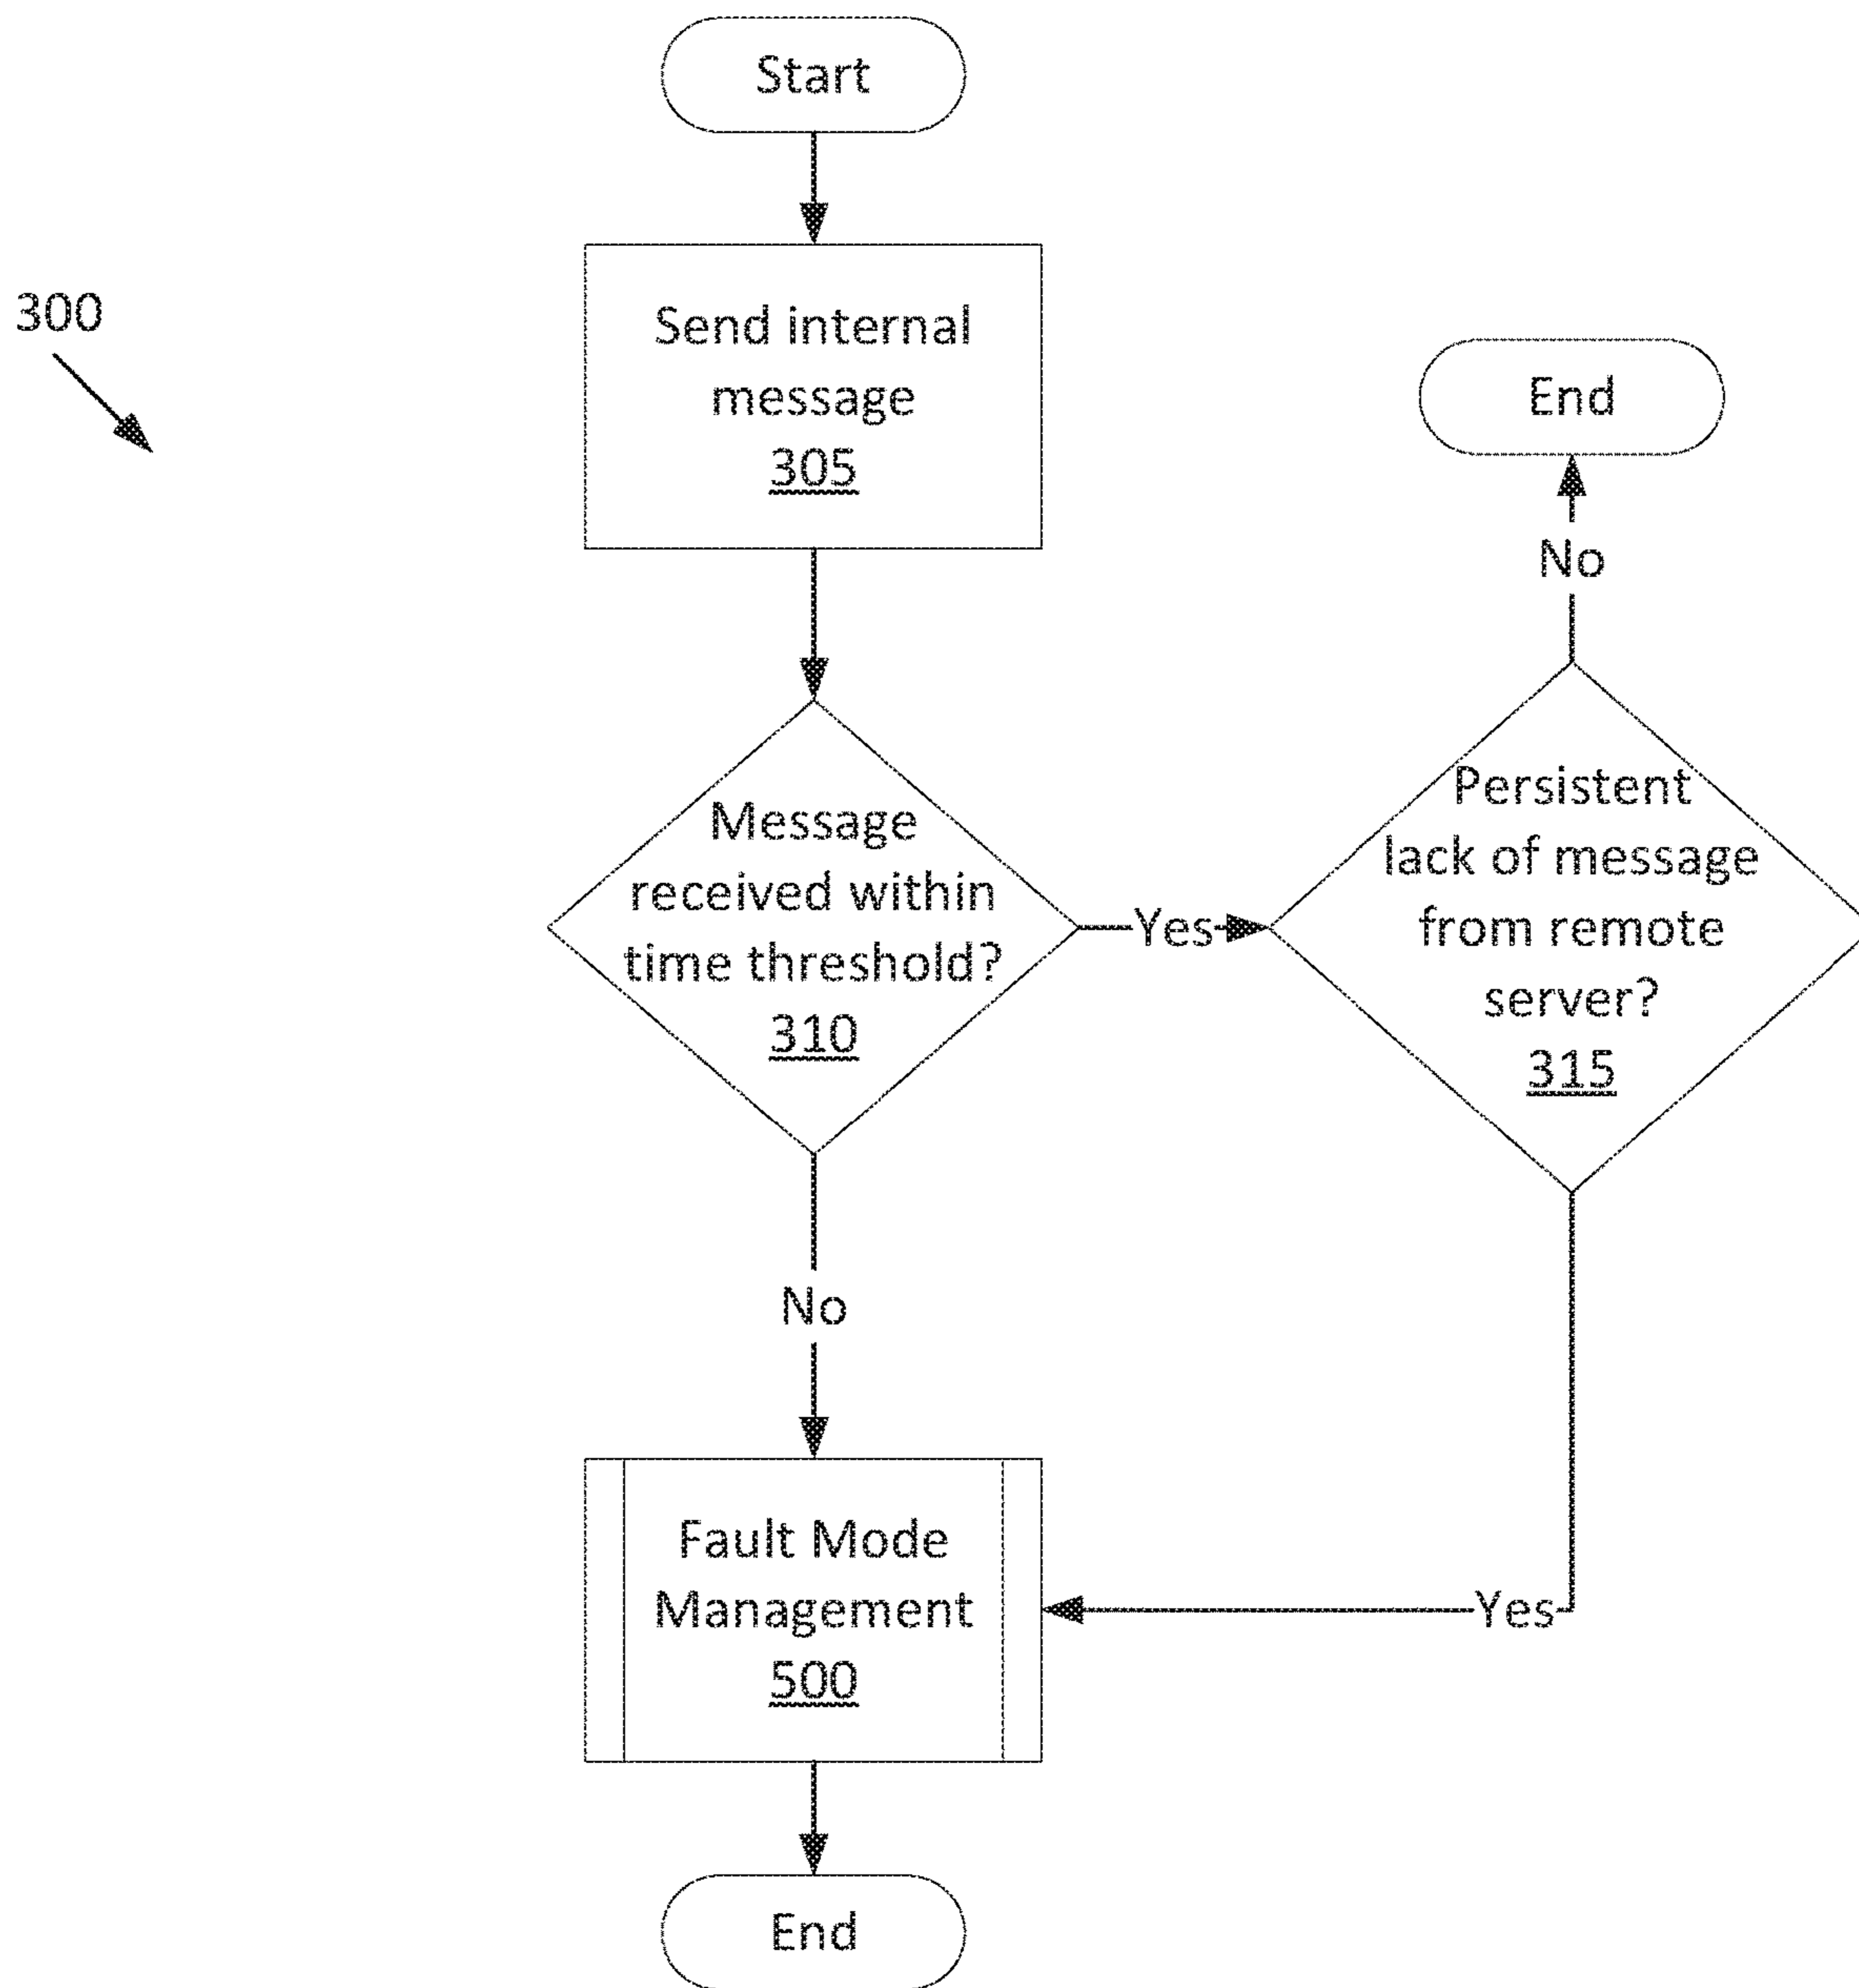 Start
300
Send internal
message
305
End
No
Message
received within
time threshold?
310
Yes
Persistent
lack of message
from remote
server?
315
No
Fault Mode
Management
500
Yes
End